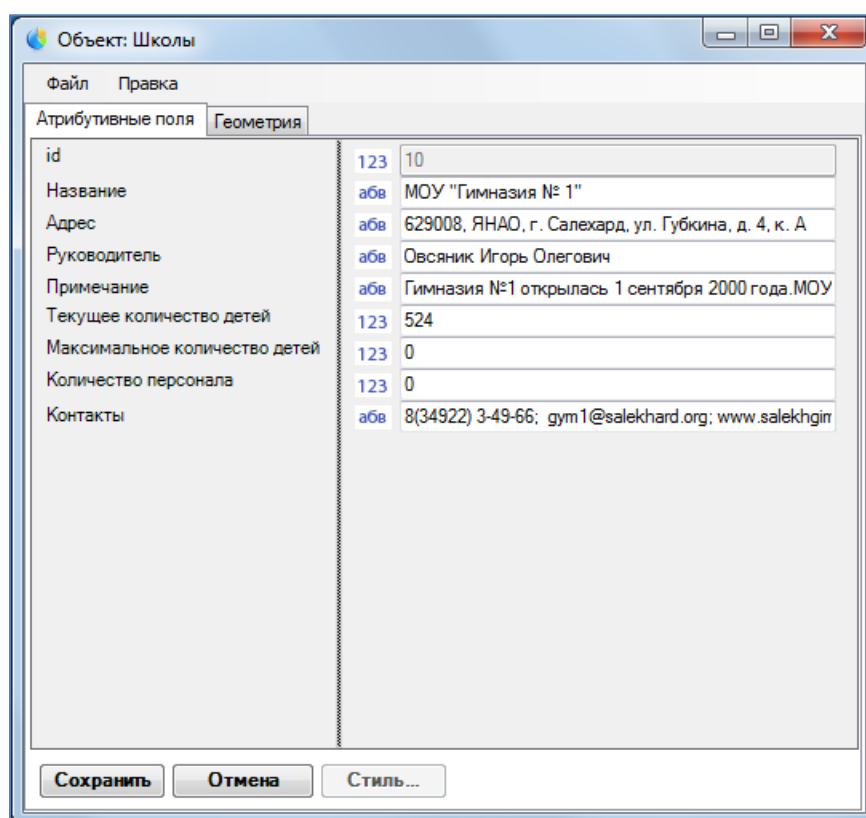 Объект: Школы
Файл Правка
Атрибутивные поля Геометрия
id 123 10
Название абв МОУ "Гимназия № 1"
Адрес абв 629008, ЯНАО, г. Салехард, ул. Губкина, д. 4, к. А
Руководитель абв Овсяник Игорь Олегович
Примечание абв Гимназия №1 открылась 1 сентября 2000 года.МОУ
Текущее количество детей 123 524
Максимальное количество детей 123 0
Количество персонала 123 0
Контакты абв 8(34922) 3-49-66; gym1@salekhard.org; www.salekhgim
Сохранить Отмена Стиль...